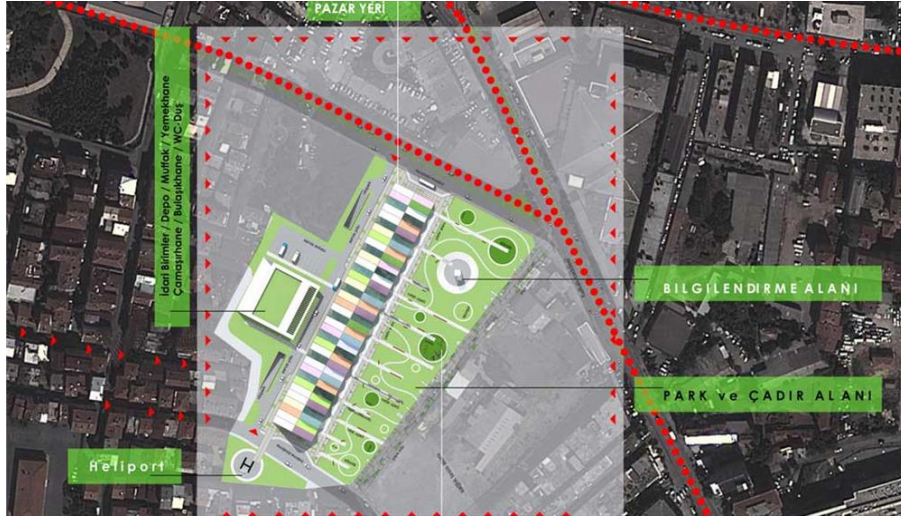 PAZAR YERİ
İdari Birimler / Depo / Mutfak / Yemekhane
Çamaşırhane / Bulaşıkhane / WC-Duş
BİLGİLENDİRME ALANI
PARK ve ÇADIR ALANI
Heliport
H